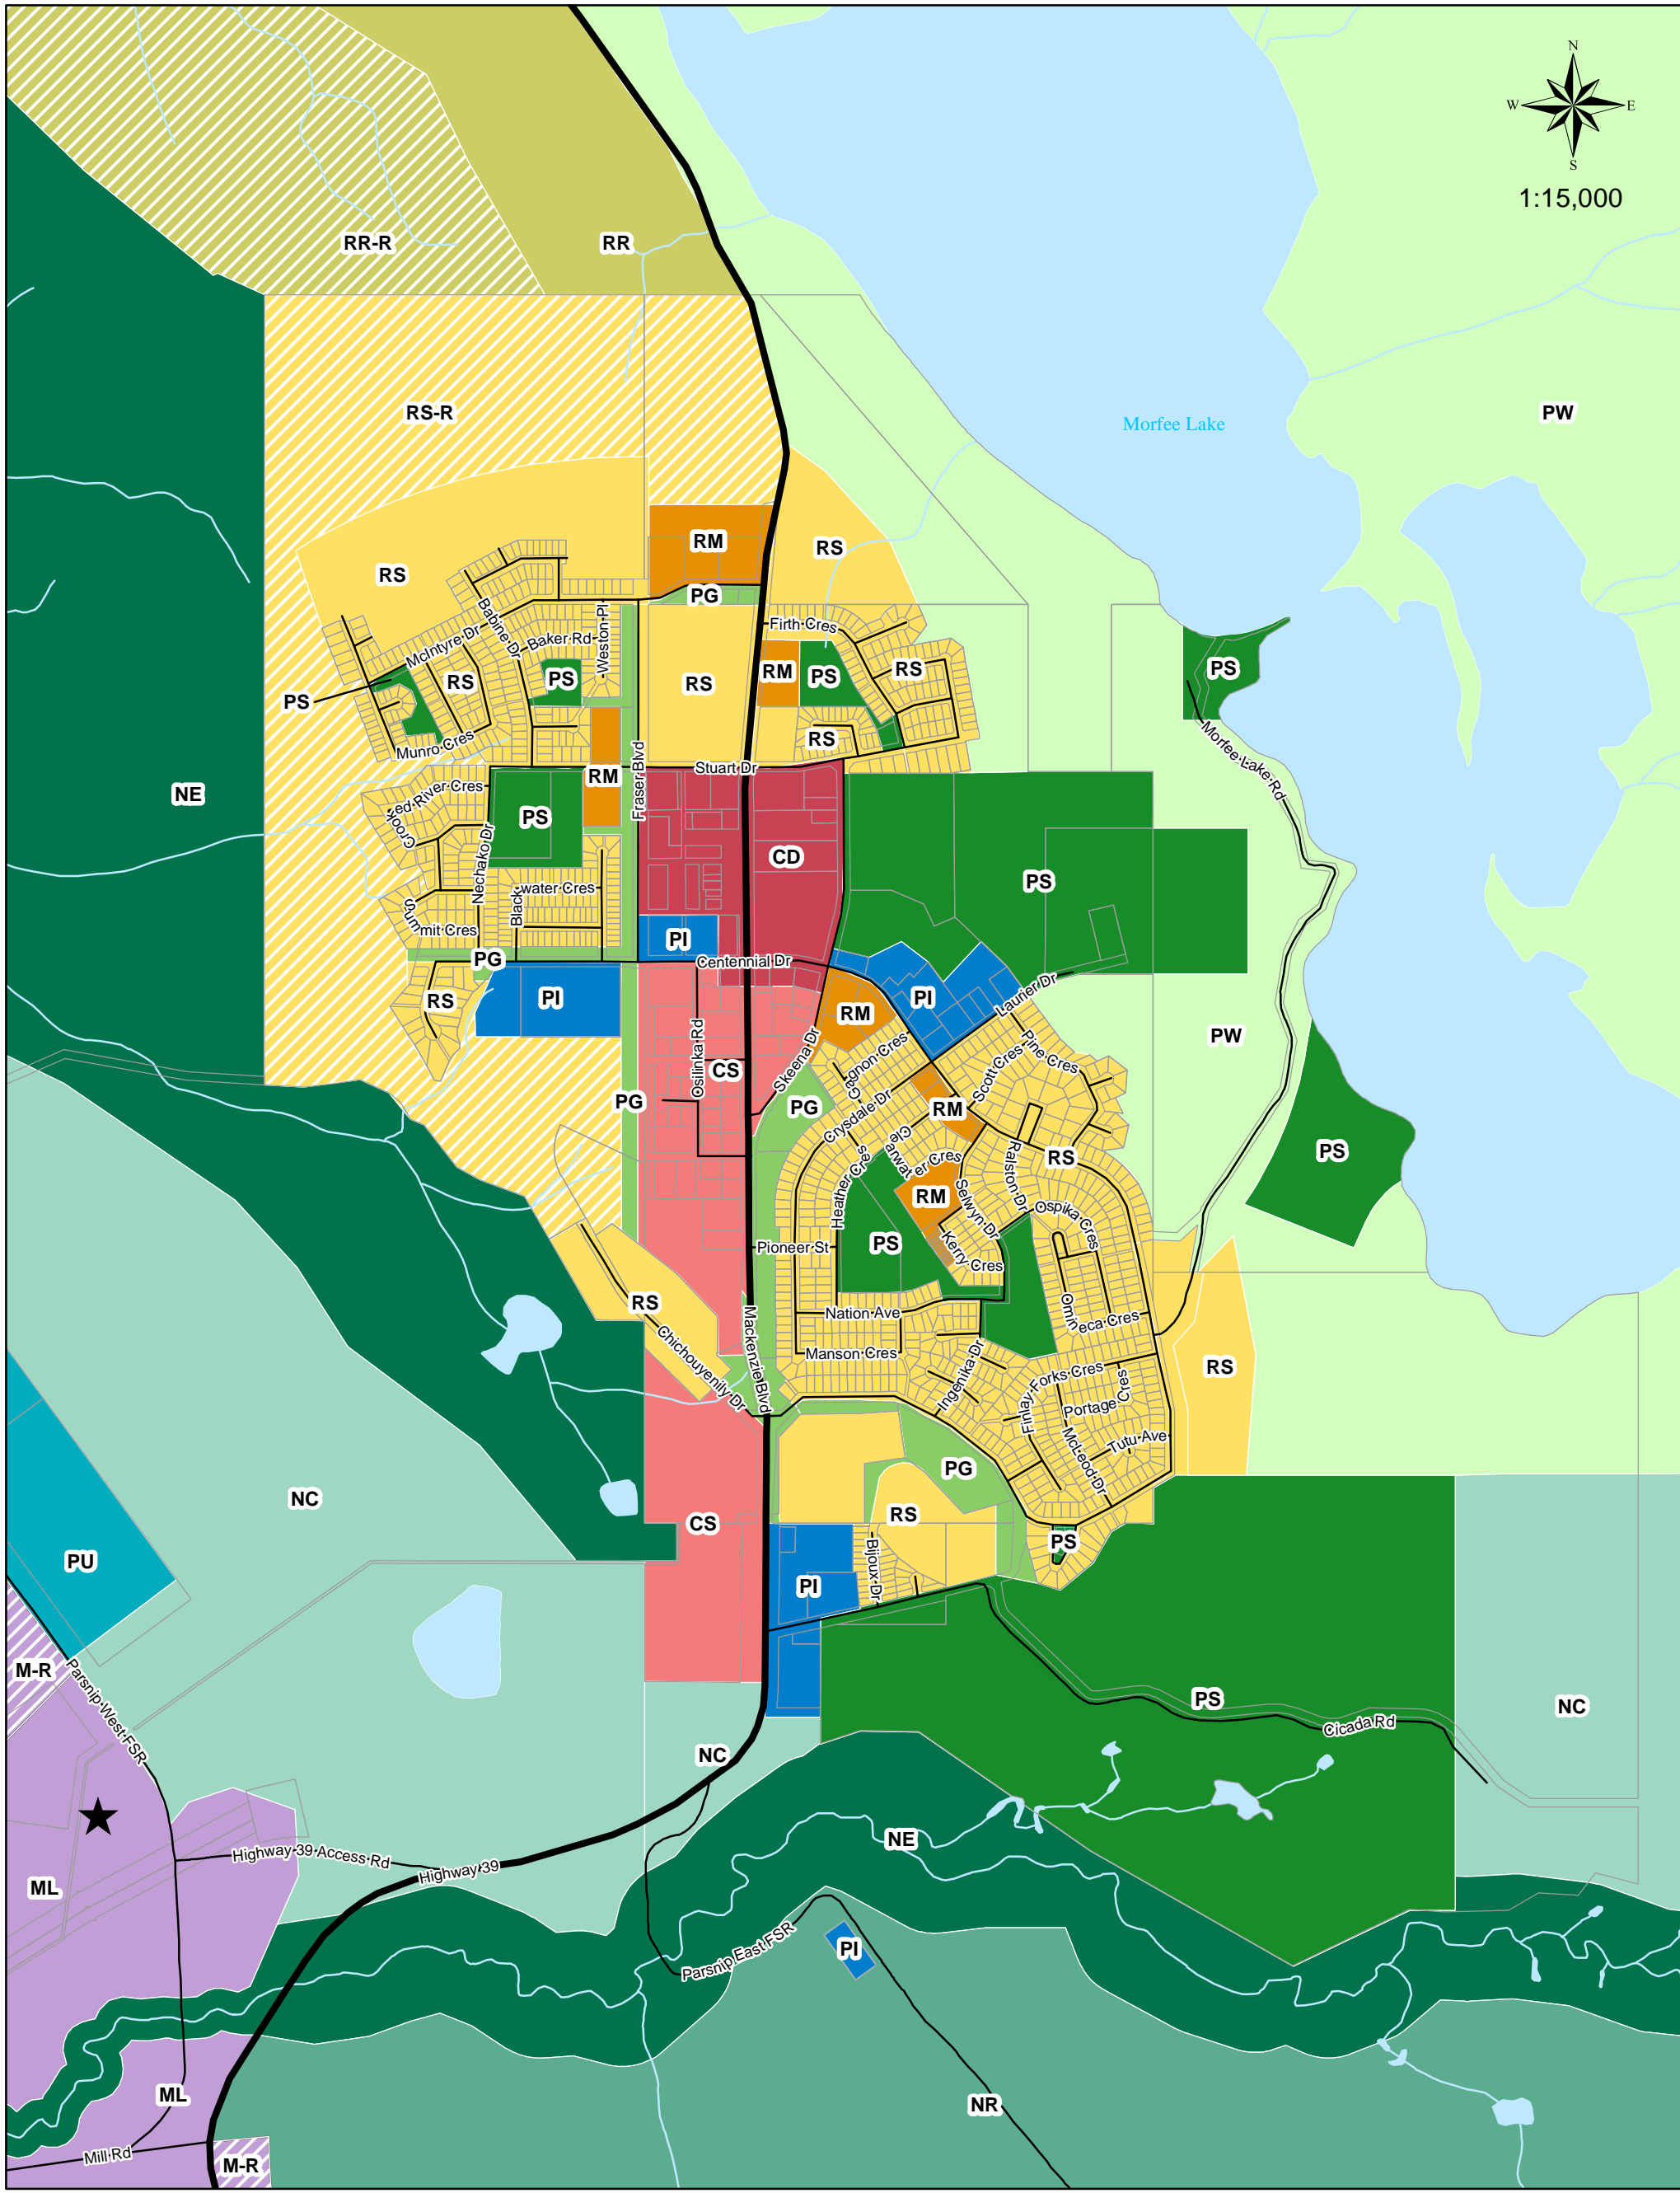 N
W E
S
1:15,000
RR-R
RR
RS-R
Morfee Lake
PW
RM
RS
RS
PG
Babine Dr
Weston Pl
Firth Cres
McIntyre Dr
Baker Rd
PS
RS
PS
RS
RM
PS
RS
PS
Munro Cres
RS
Morfee Lake Rd
Fraser Blvd
Stuart Dr
RM
NE
Crooked River Cres
PS
CD
PS
Nechako Dr
Blackwater Cres
Summit Cres
PI
PG
Centennial Dr
RS
PI
PI
Laurier Dr
RM
PW
Osilinka Rd
Skeena Dr
Gagnon Cres
Scott Cres
Pine Cres
CS
PG
PG
RM
Crysdale Dr
Clearwater Cres
RS
PS
Ralston Dr
Heather Cres
RM
Selwyn Dr
Ospika Cres
Pioneer St
PS
Kerry Cres
RS
Nation Ave
Omineca Cres
Mackenzie Blvd
Chichouyenily Dr
Manson Cres
RS
Ingenika Dr
Finlay Forks Cres
Portage Cres
Tutu Ave
McLeod Dr
PG
NC
CS
RS
PS
PU
Bijoux Dr
PI
M-R
Parsnip West FSR
PS
Cicada Rd
NC
NC
NE
Highway 39 Access Rd
Highway 39
ML
Parsnip East FSR
PI
ML
NR
Mill Rd
M-R